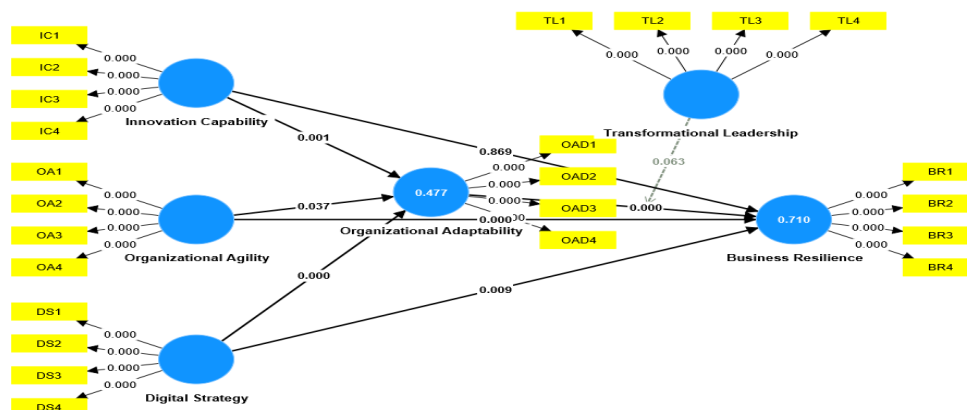 TL1 TL2 TL3 TL4
IC1
IC2
IC3
IC4
0.000
0.000
0.000
0.000
0.000
0.000
0.000
0.000
Innovation Capability
Transformational Leadership
0.001
0.869
0.063
OAD1
OAD2
OAD3
OAD4
0.000
0.000
0.000
OA1
OA2
OA3
OA4
0.000
0.000
0.000
0.000
Organizational Agility
0.037
0.477
Organizational Adaptability
0.000
0.000
0.710
Business Resilience
BR1
BR2
BR3
BR4
0.000
0.000
0.000
0.000
0.000
0.009
DS1
DS2
DS3
DS4
0.000
0.000
0.000
0.000
Digital Strategy